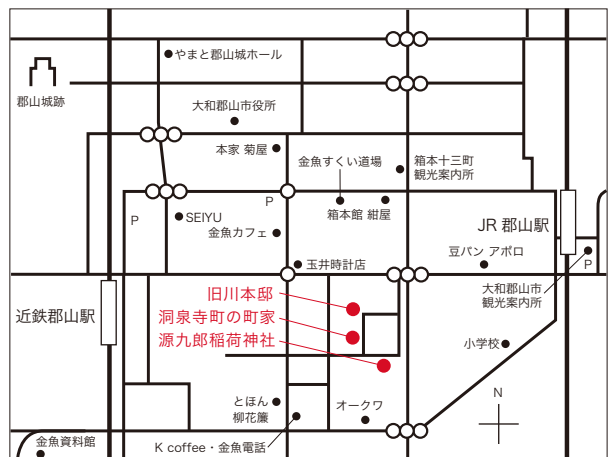 やまと郡山城ホール
郡山城跡
大和郡山市役所
本家 菊屋
金魚すくい道場
箱本十三町
観光案内所
P
P
SEIYU
箱本館 紺屋
金魚カフェ
JR 郡山駅
豆パン アポロ
P
玉井時計店
大和郡山市
観光案内所
旧川本邸
近鉄郡山駅
洞泉寺町の町家
源九郎稲荷神社
小学校
N
とほん
柳花簾
オークワ
金魚資料館
K coffee・金魚電話